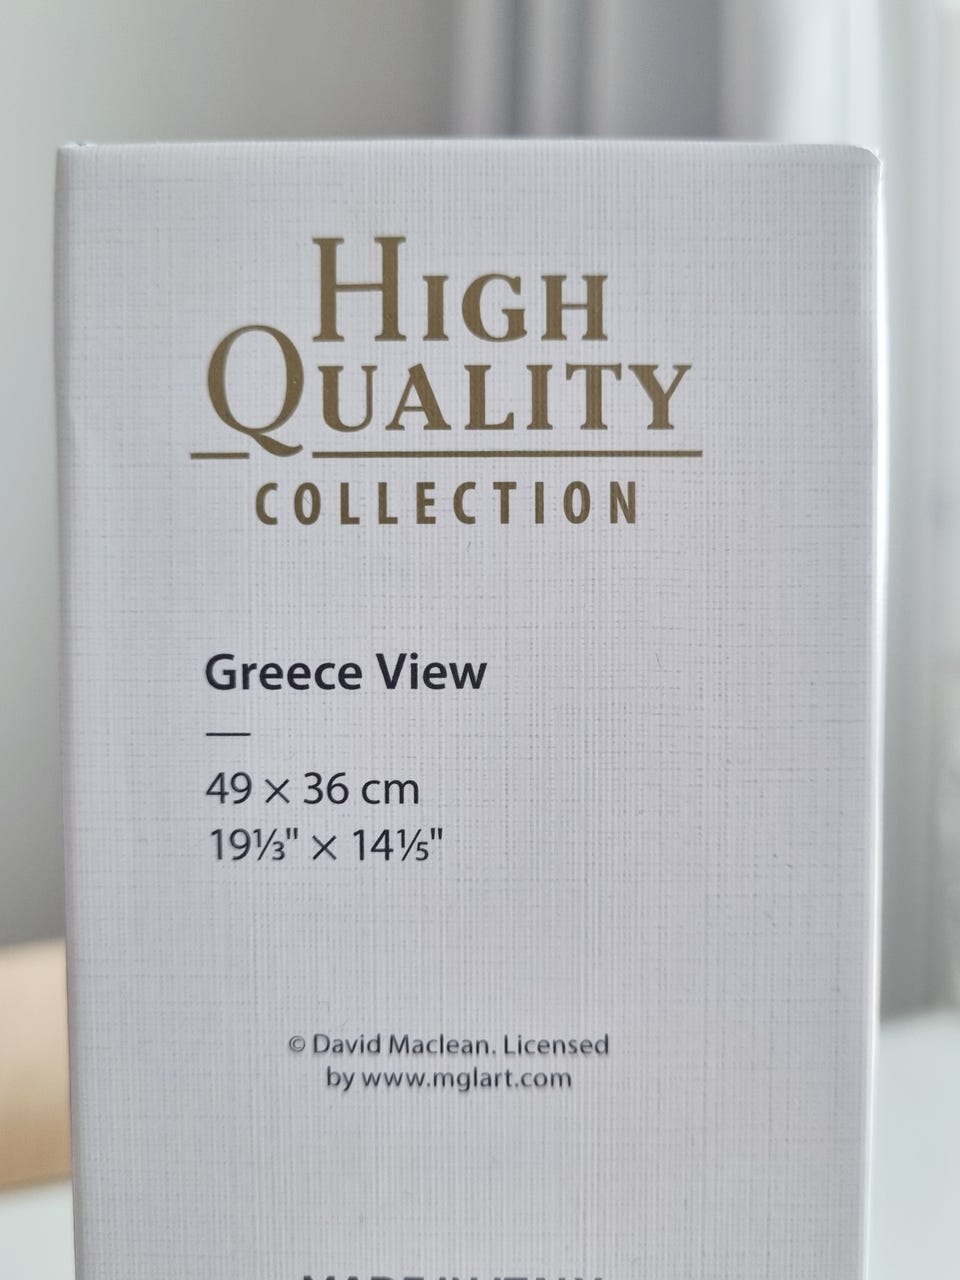 HIGH
QUALITY
COLLECTION
Greece View
—
49 × 36 cm
19⅓" × 14⅕"
© David Maclean. Licensed
by www.mglart.com